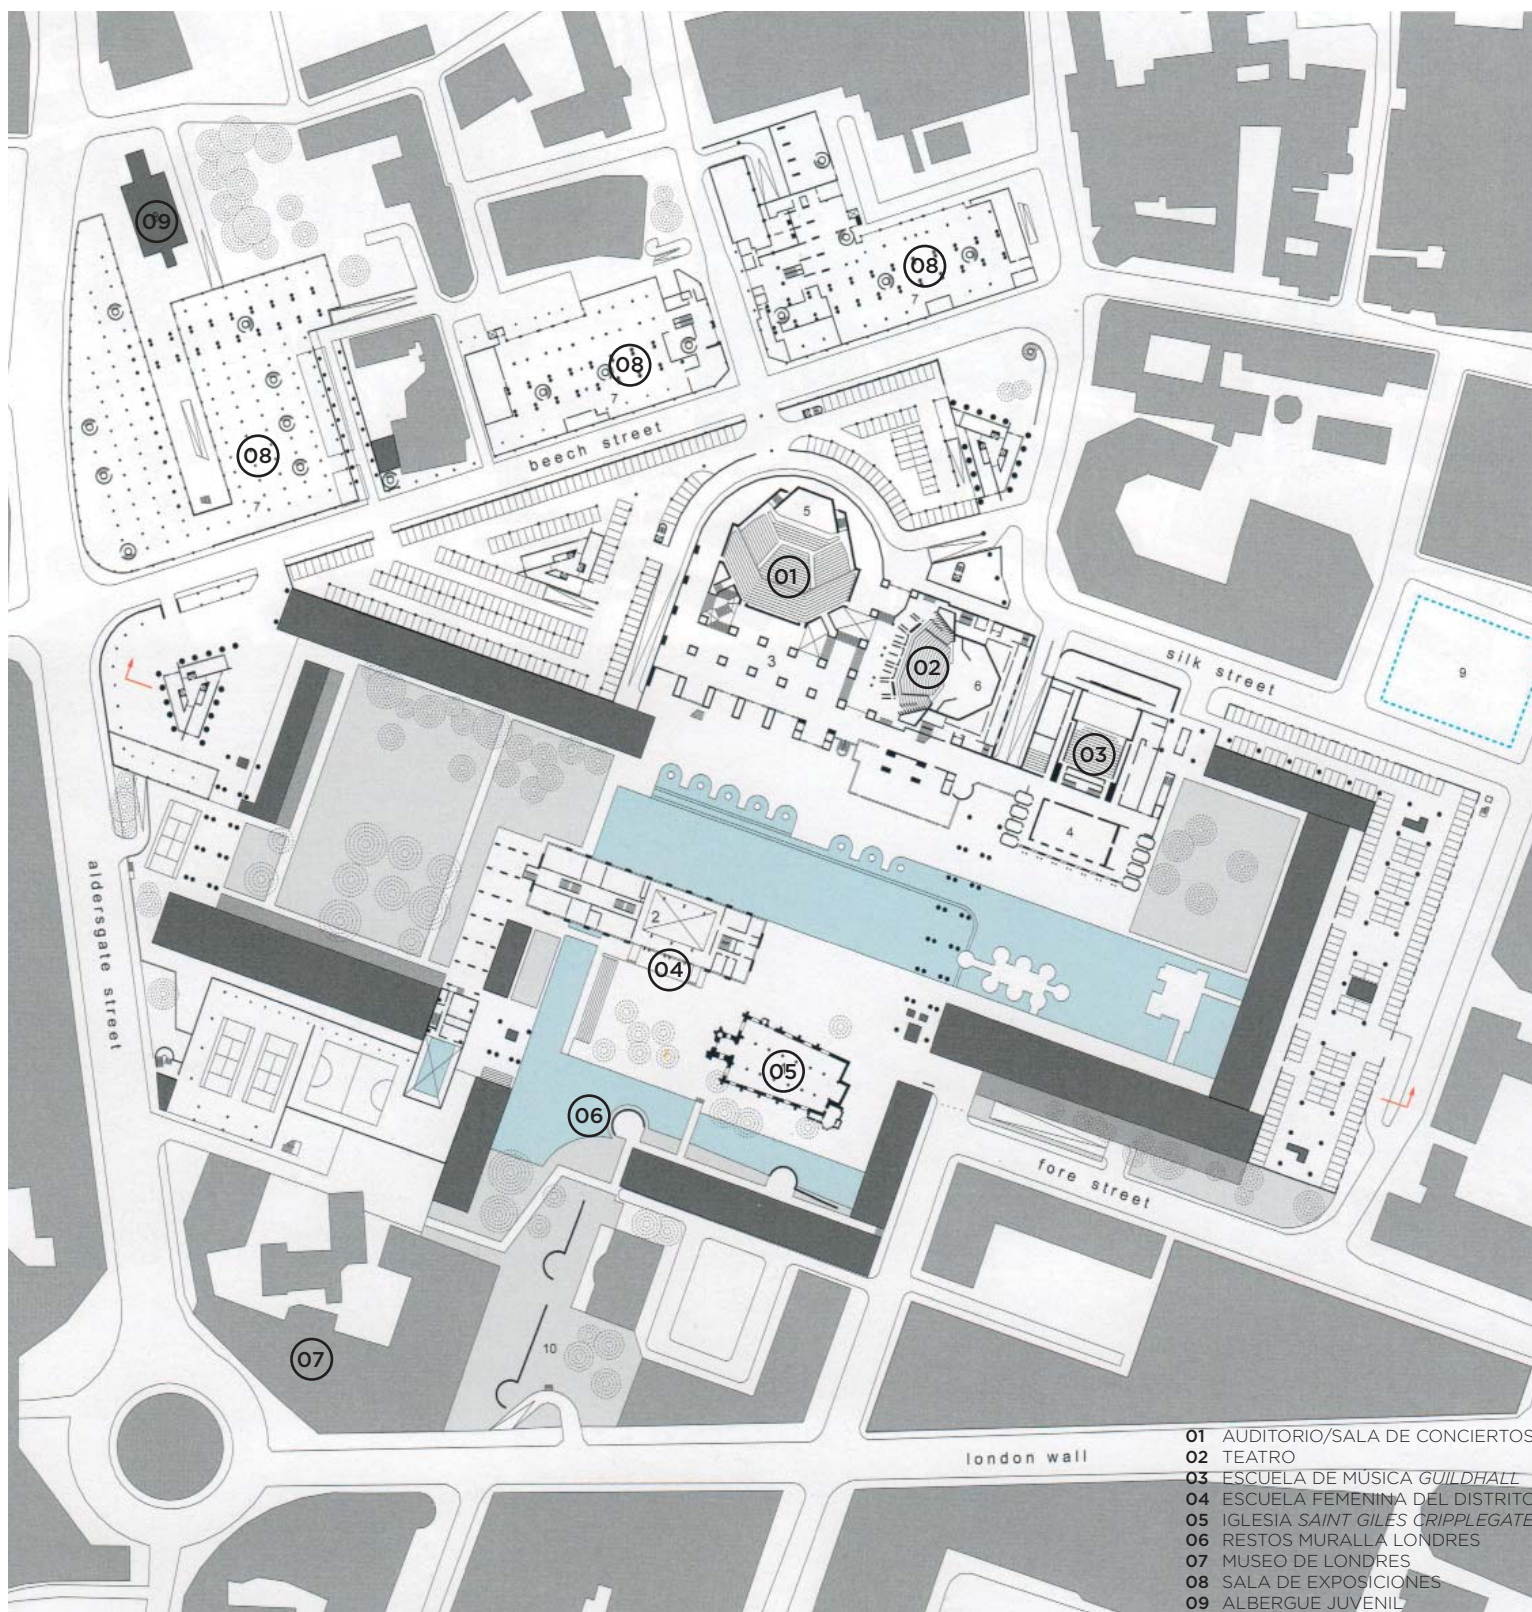 09
08
7
08
7
beech street
08
7
5
01
3
02
6
silk street
9
03
4
aldersgate street
2
04
05
06
fore street
07
10
london wall
01 AUDITORIO/SALA DE CONCIERTOS
02 TEATRO
03 ESCUELA DE MÚSICA GUILDHALL
04 ESCUELA FEMENINA DEL DISTRITO
05 IGLESIA SAINT GILES CRIPPLEGATE
06 RESTOS MURALLA LONDRES
07 MUSEO DE LONDRES
08 SALA DE EXPOSICIONES
09 ALBERGUE JUVENIL